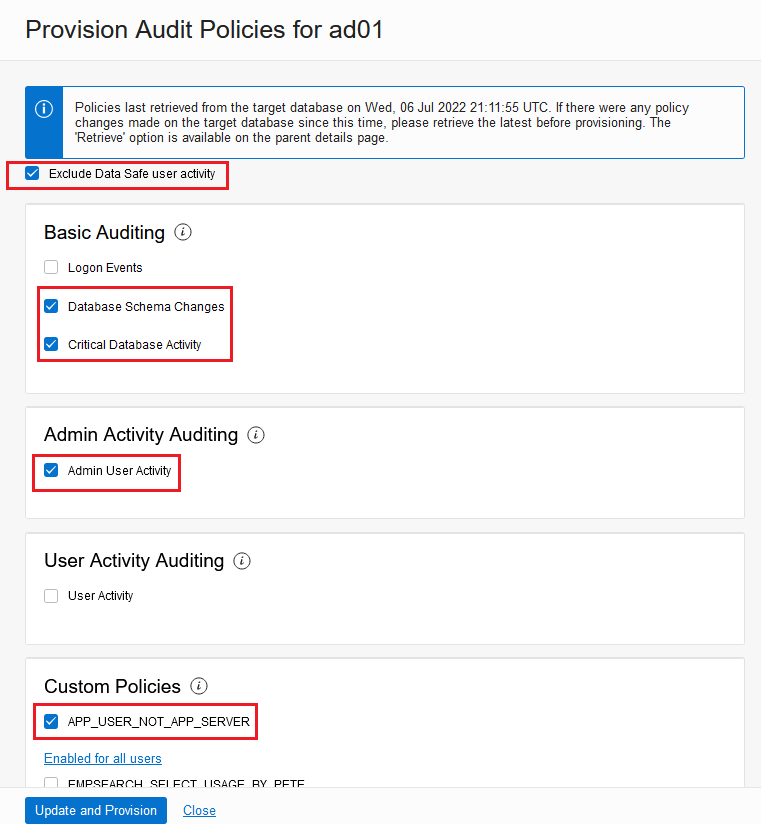 Provision Audit Policies for ad01
Policies last retrieved from the target database on Wed, 06 Jul 2022 21:11:55 UTC. If there were any policy
changes made on the target database since this time, please retrieve the latest before provisioning. The
'Retrieve' option is available on the parent details page.
Exclude Data Safe user activity
Basic Auditing
Logon Events
Database Schema Changes
Critical Database Activity
Admin Activity Auditing
Admin User Activity
User Activity Auditing
User Activity
Custom Policies
APP_USER_NOT_APP_SERVER
Enabled for all users
EMPSEARCH_SELECT_USAGE_BY_PETE
Update and Provision
Close